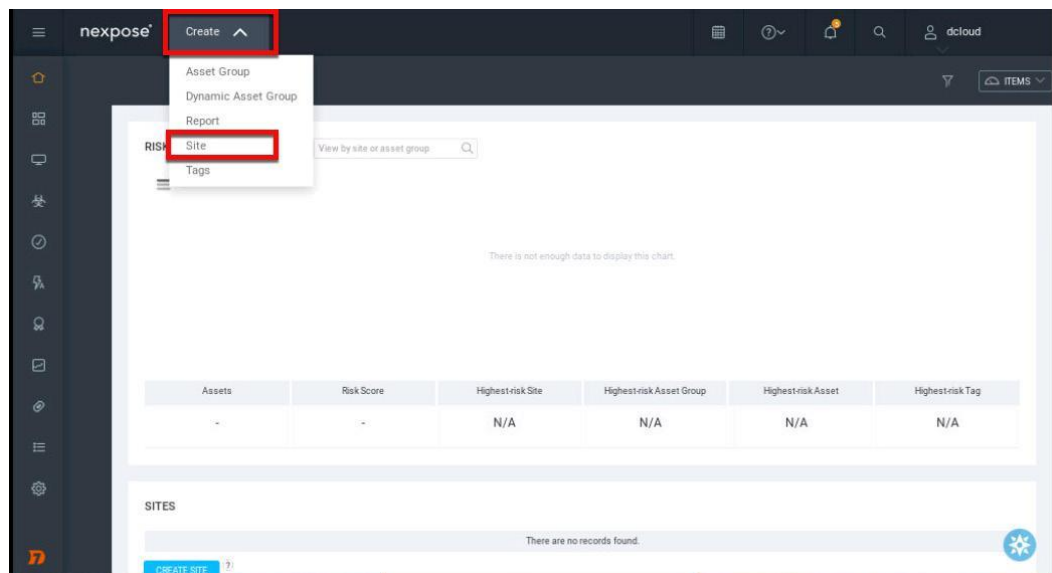 nexpose® Create dcloud
5
Asset Group
Dynamic Asset Group
Report
Site
Tags
ITEMS
RISK
View by site or asset group
There is not enough data to display this chart.
Assets Risk Score Highest-risk Site Highest-risk Asset Group Highest-risk Asset Highest-risk Tag
- - N/A N/A N/A N/A
SITES
There are no records found.
CREATE SITE ?